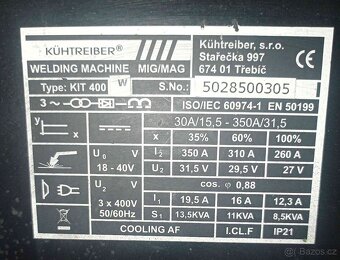 KÜHTREIBER®
Kühtreiber, s.r.o.
Stařečka 997
674 01 Třebíč
CE
WELDING MACHINE MIG/MAG
Type: KIT 400 W
S.No.: 5028500305
3~
ISO/IEC 60974-1 EN 50199
30A/15,5 - 350A/31,5
X 35% 60% 100%
U0 18 - 40V
I2 350 A 310 A 260 A
U2 31,5 V 29,5 V 27 V
U2 3 x 400V 50/60Hz
cos. φ 0,88
I1 19,5 A 16 A 12,3 A
S1 13,5KVA 11KVA 8,5KVA
COOLING AF I.CL.F IP21